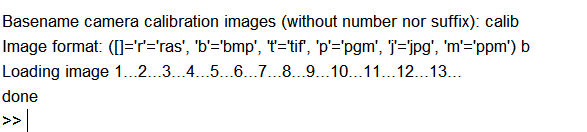 Basename camera calibration images (without number nor suffix): calib
Image format: ([]='r'='ras', 'b'='bmp', 't'='tif', 'p'='pgm', 'j'='jpg', 'm'='ppm') b
Loading image 1...2...3...4...5...6...7...8...9...10...11...12...13...
done
>>